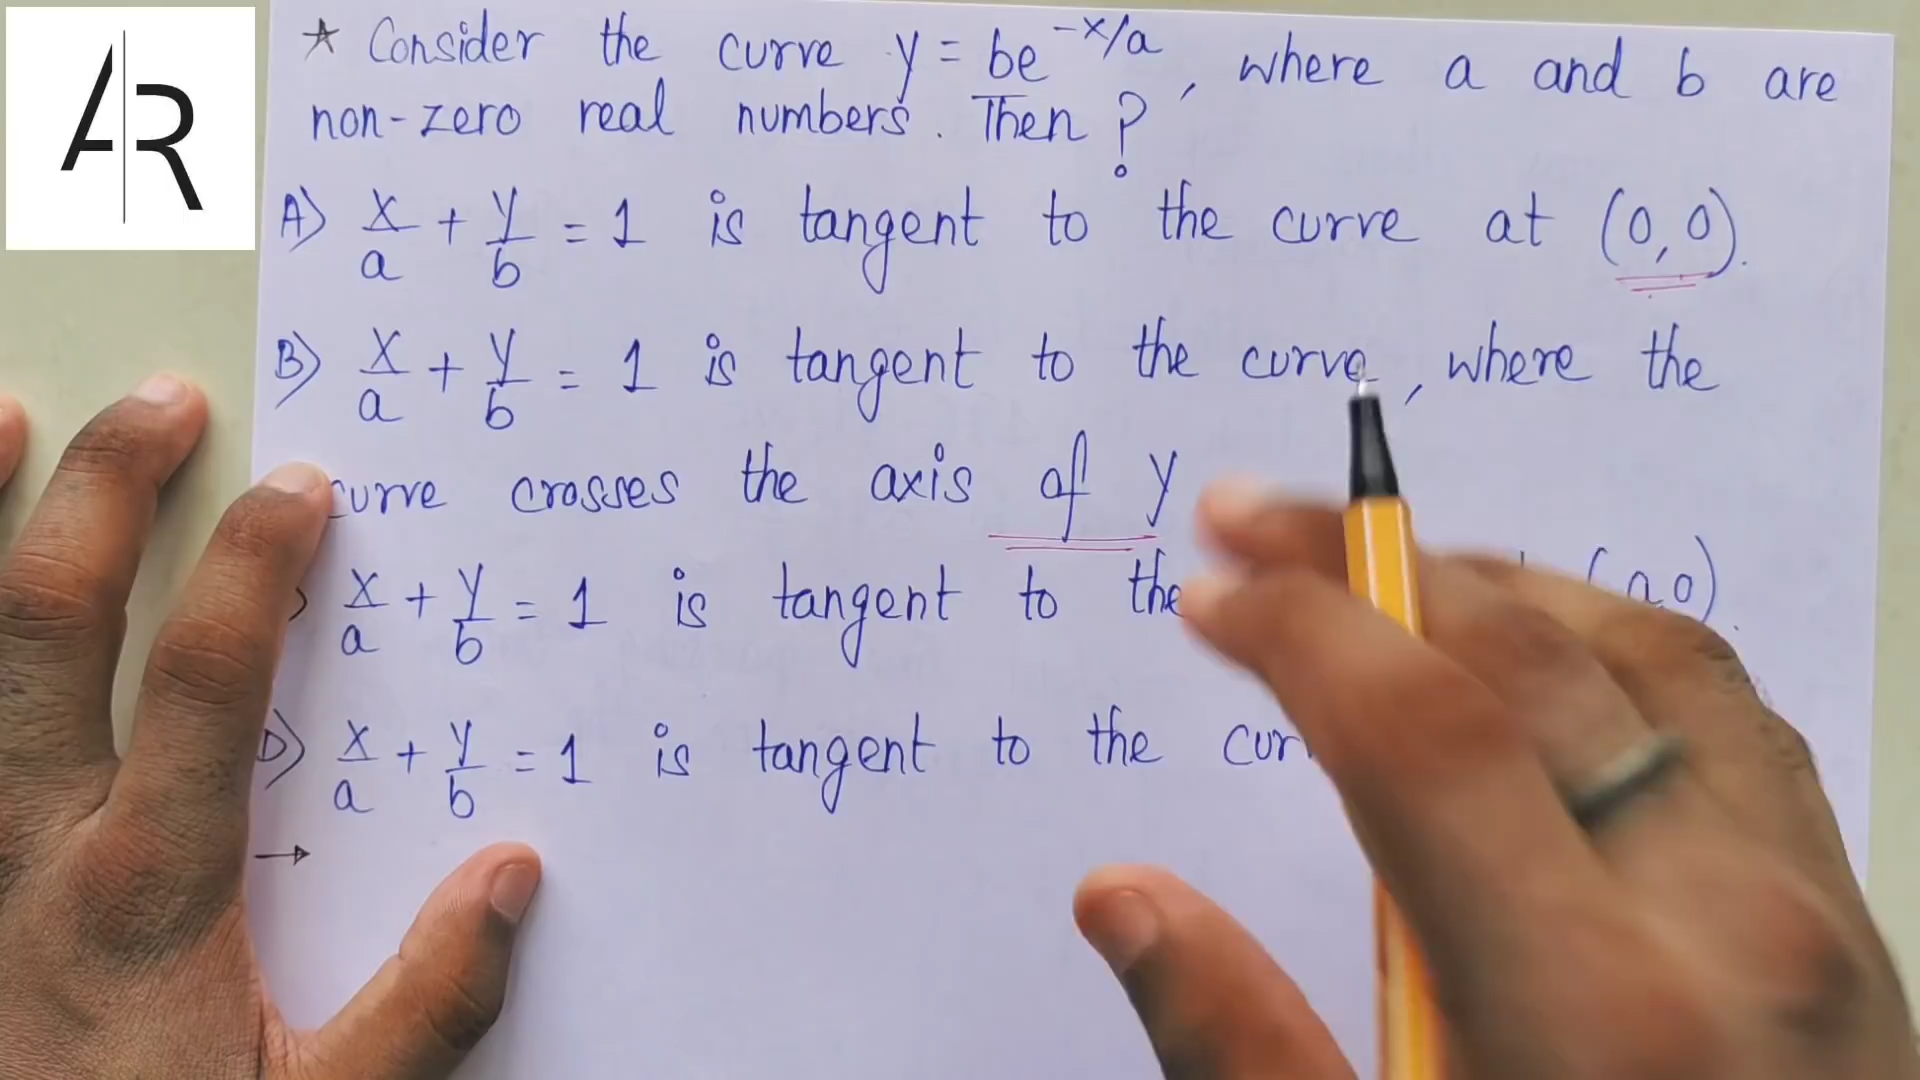 AR
* Consider the curve y = be^-x/a, where a and b are
non-zero real numbers. Then ?
A) x/a + y/b = 1 is tangent to the curve at (0,0).
B) x/a + y/b = 1 is tangent to the curve, where the
curve crosses the axis of y
) x/a + y/b = 1 is tangent to the (a,0).
D) x/a + y/b = 1 is tangent to the cur
→